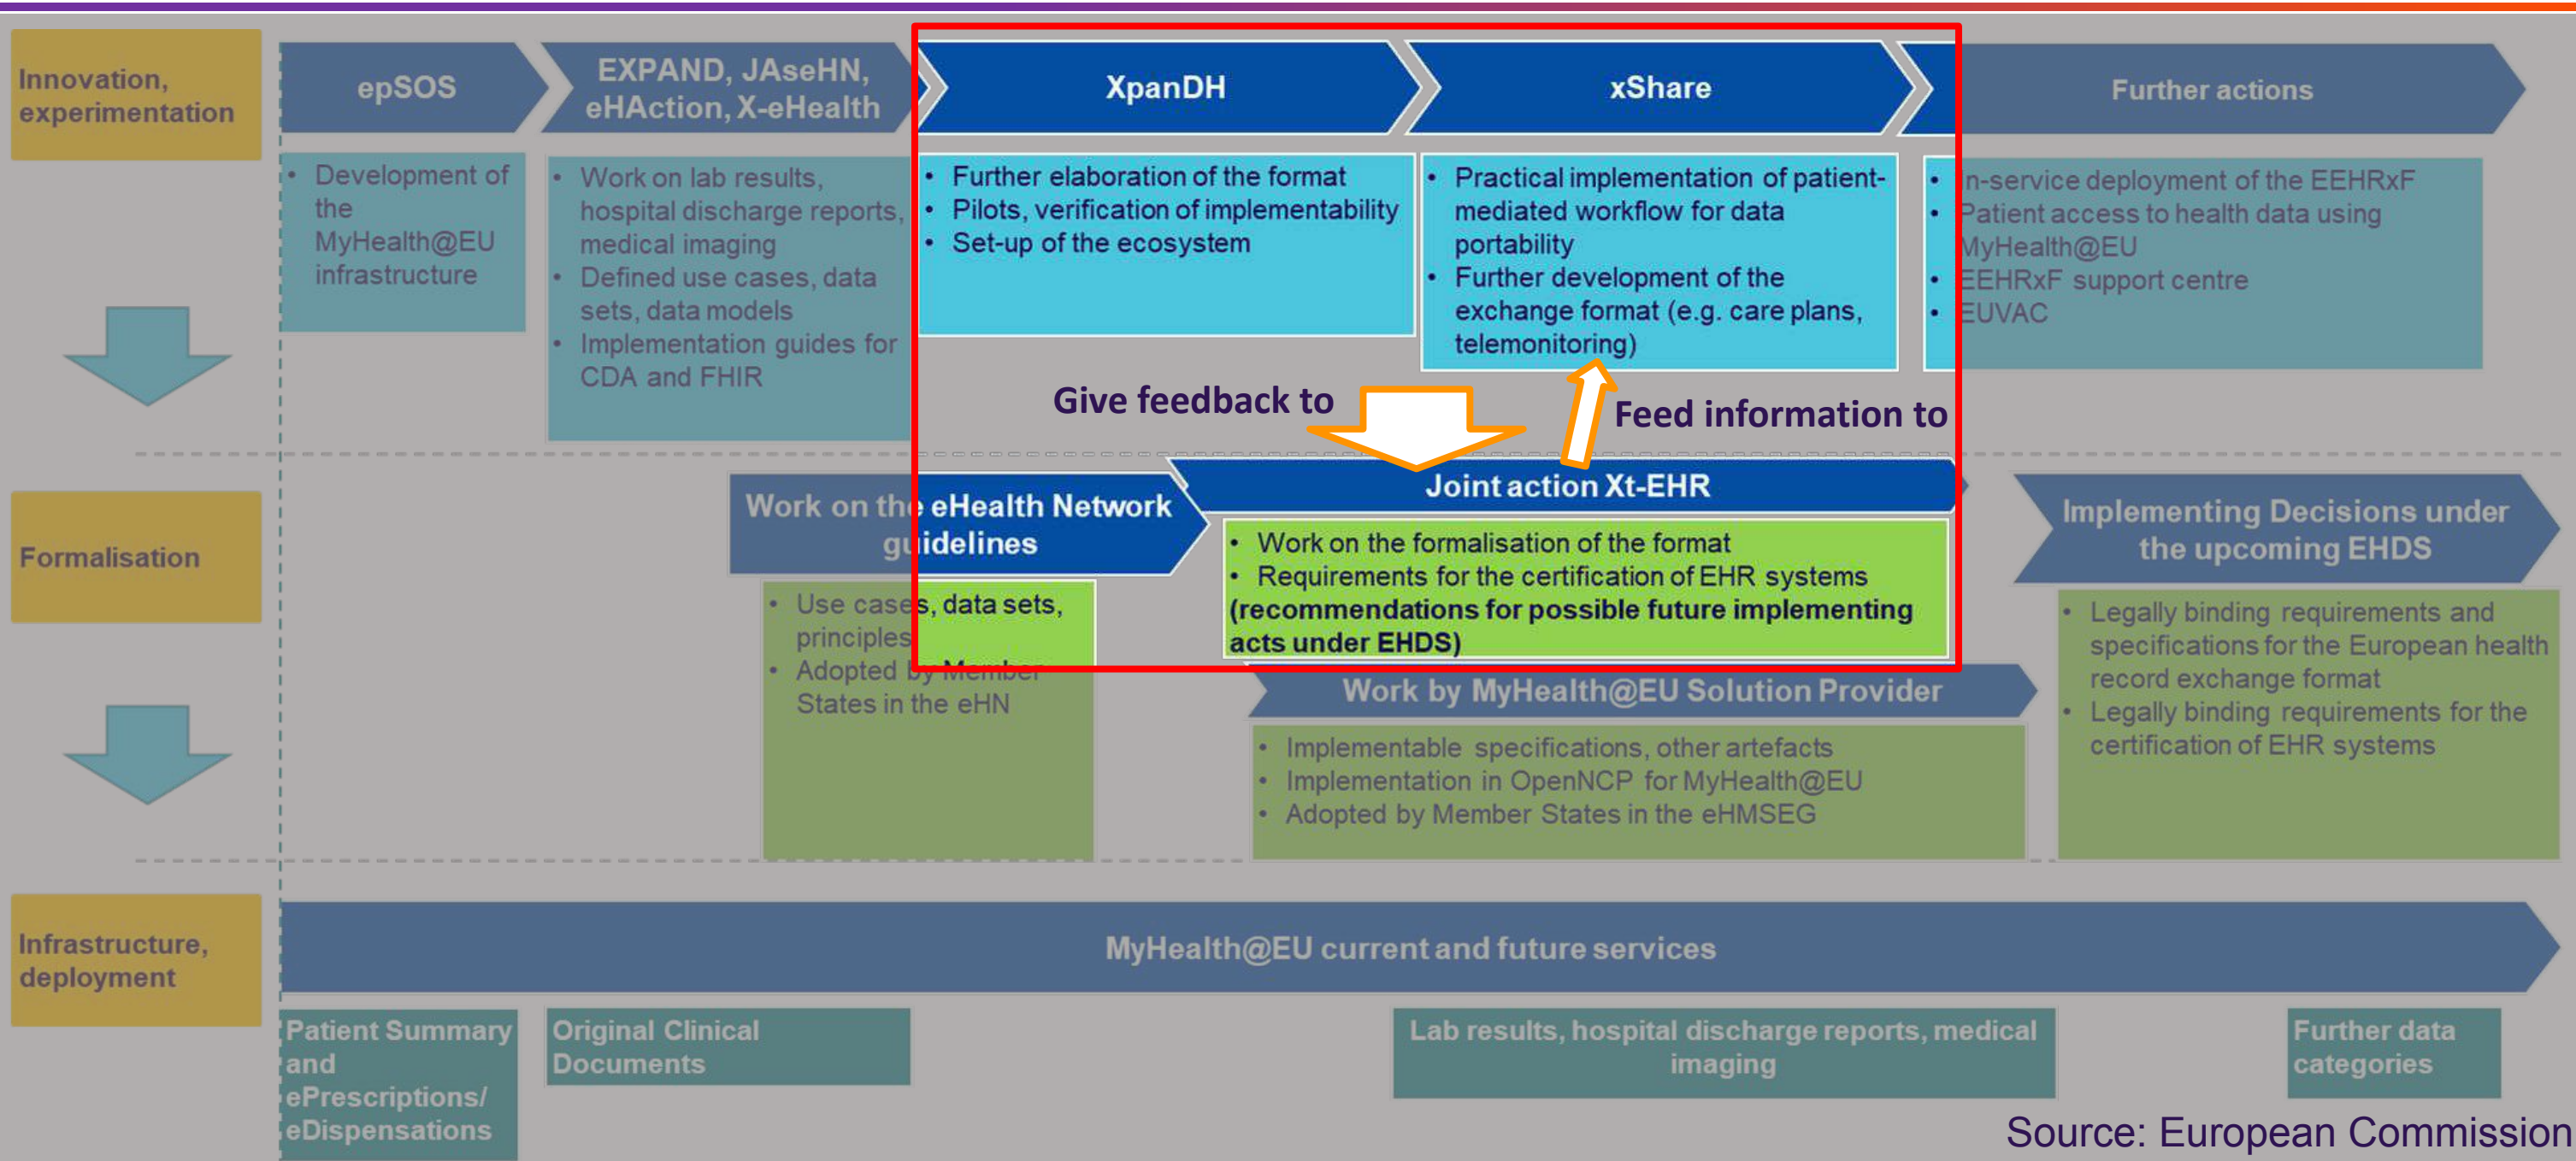 Innovation,
experimentation
epSOS
EXPAND, JAseHN,
eHAction, X-eHealth
XpanDH
xShare
Further actions
• Development of
the
MyHealth@EU
infrastructure
• Work on lab results,
hospital discharge reports,
medical imaging
• Defined use cases, data
sets, data models
• Implementation guides for
CDA and FHIR
• Further elaboration of the format
• Pilots, verification of implementability
• Set-up of the ecosystem
• Practical implementation of patient-
mediated workflow for data
portability
• Further development of the
exchange format (e.g. care plans,
telemonitoring)
• In-service deployment of the EEHRxF
• Patient access to health data using
MyHealth@EU
• EEHRxF support centre
• EUVAC
Give feedback to
Feed information to
Formalisation
Work on the eHealth Network
guidelines
• Use cases, data sets,
principles
• Adopted by Member
States in the eHN
Joint action Xt-EHR
• Work on the formalisation of the format
• Requirements for the certification of EHR systems
(recommendations for possible future implementing
acts under EHDS)
Work by MyHealth@EU Solution Provider
• Implementable specifications, other artefacts
• Implementation in OpenNCP for MyHealth@EU
• Adopted by Member States in the eHMSEG
Implementing Decisions under
the upcoming EHDS
• Legally binding requirements and
specifications for the European health
record exchange format
• Legally binding requirements for the
certification of EHR systems
Infrastructure,
deployment
MyHealth@EU current and future services
Patient Summary
and
ePrescriptions/
eDispensations
Original Clinical
Documents
Lab results, hospital discharge reports, medical
imaging
Further data
categories
Source: European Commission